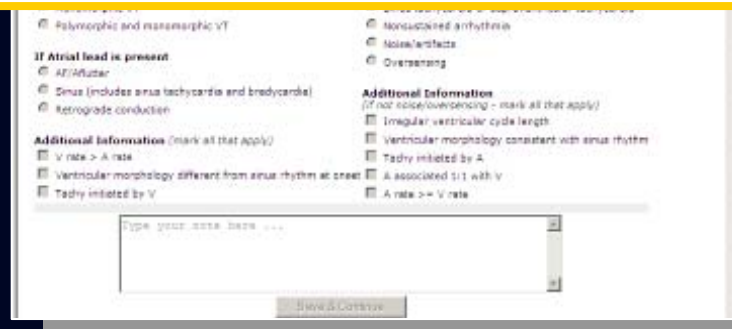 Polymorphic and monomorphic VT
If Atrial lead is present
AF/Aflutter
Sinus (includes sinus tachycardia and bradycardia)
Retrograde conduction
Additional Information (mark all that apply)
V rate > A rate
Ventricular morphology different from sinus rhythm at onset
Tachy initiated by V
Nonsustained arrhythmia
Noise/artifacts
Oversensing
Additional Information
(if not noise/oversensing - mark all that apply)
Irregular ventricular cycle length
Ventricular morphology consistent with sinus rhythm
Tachy initiated by A
A associated 1:1 with V
A rate >= V rate
Type your note here ...
Save & Continue